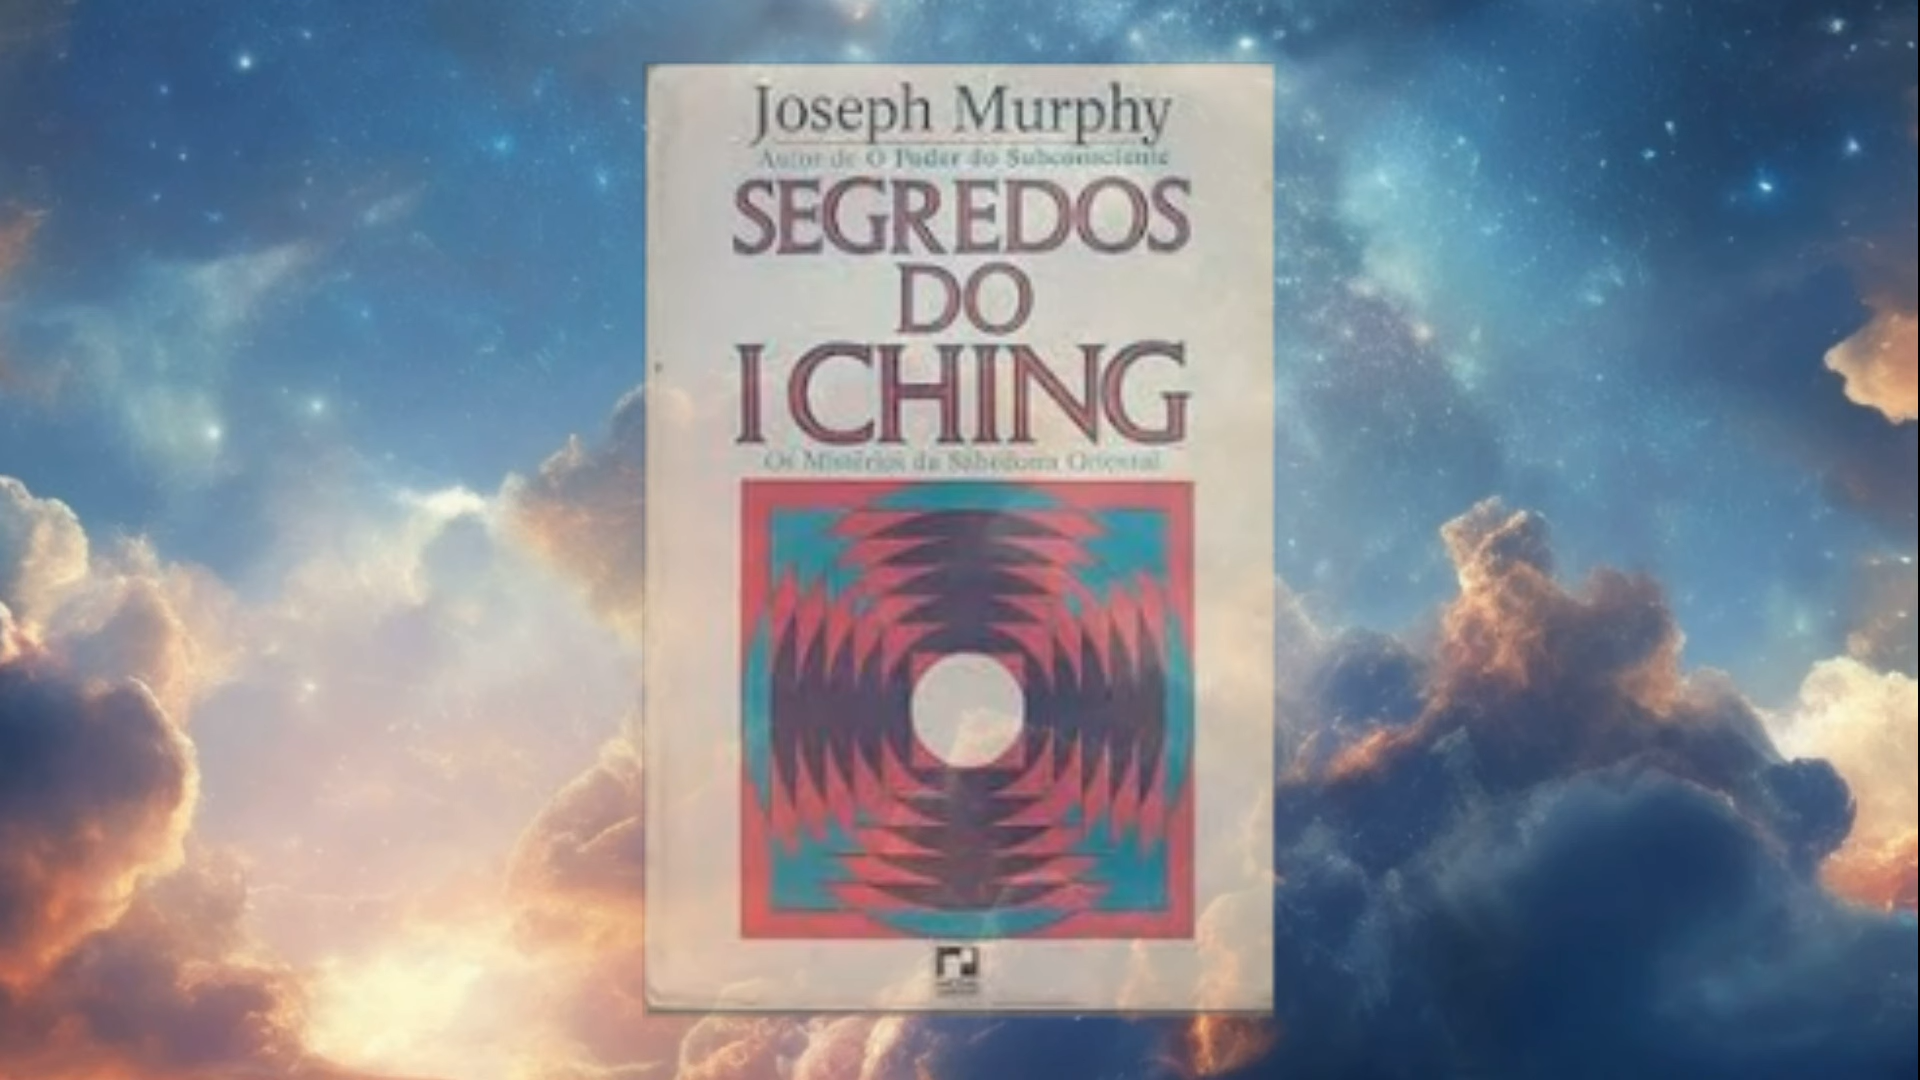 Joseph Murphy
Autor de O Poder do Subconsciente
SEGREDOS
DO
I CHING
Os Mistérios da Sabedoria Oriental